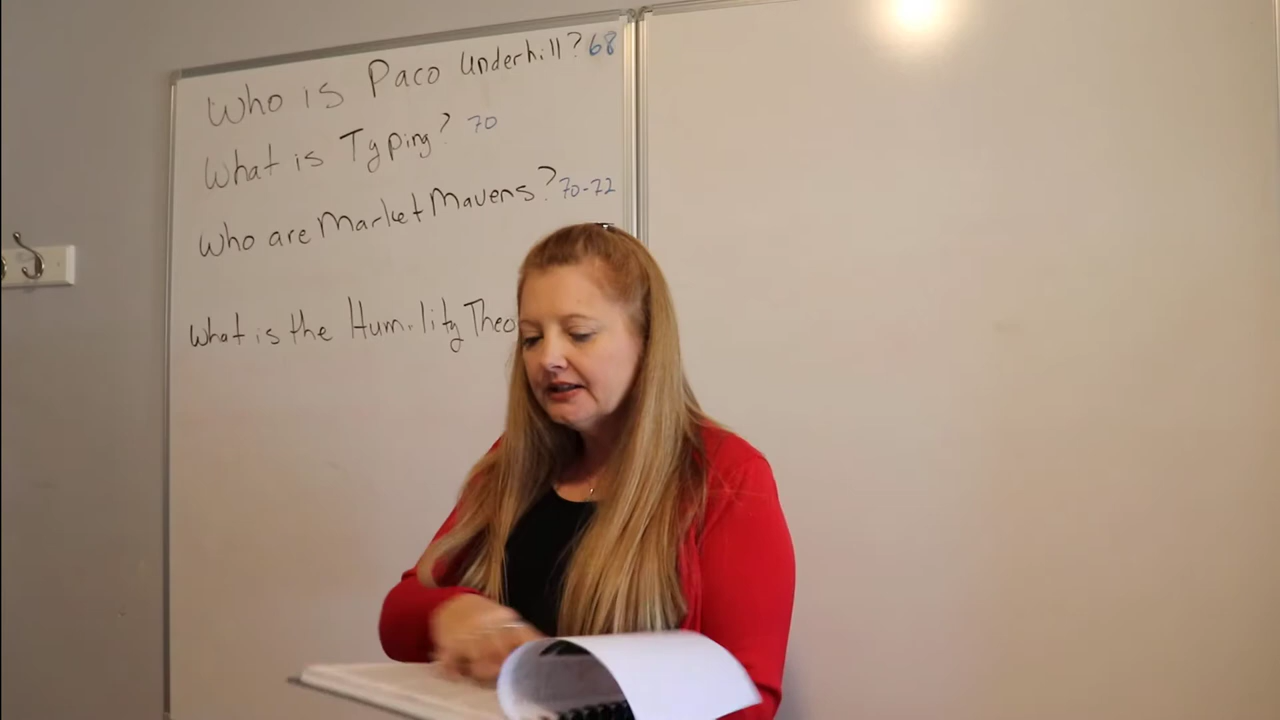 Who is Paco Underhill? 68
What is Typing? 70
Who are Market Mavens? 70-72
What is the Humility Theo